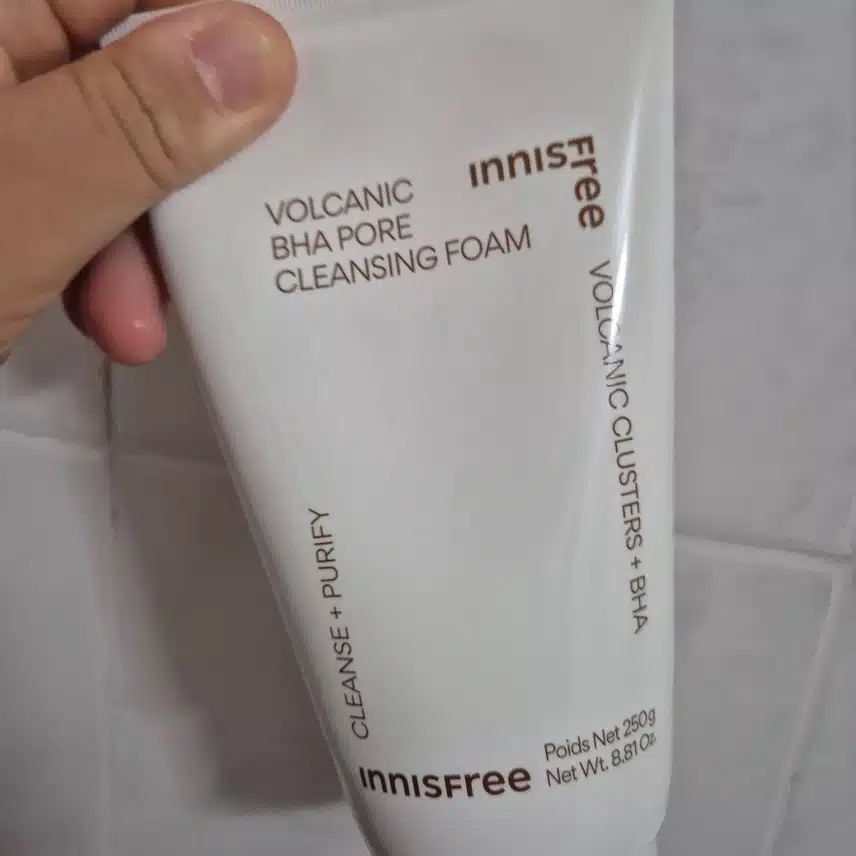 INNISFree
VOLCANIC
BHA PORE
CLEANSING FOAM
VOLCANIC CLUSTERS + BHA
CLEANSE + PURIFY
INNISFree
Poids Net 250g
Net Wt. 8.81 Oz.